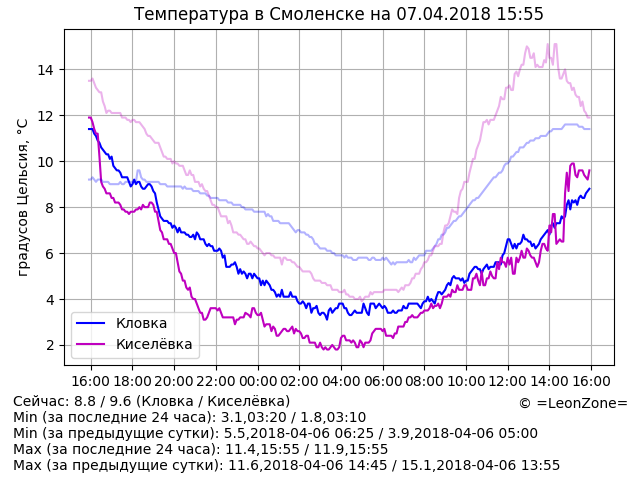 Температура в Смоленске на 07.04.2018 15:55
градусов Цельсия, °C
14
12
10
8
6
4
2
Кловка
Киселёвка
16:00 18:00 20:00 22:00 00:00 02:00 04:00 06:00 08:00 10:00 12:00 14:00 16:00
Сейчас: 8.8 / 9.6 (Кловка / Киселёвка)
© =LeonZone=
Min (за последние 24 часа): 3.1,03:20 / 1.8,03:10
Min (за предыдущие сутки): 5.5,2018-04-06 06:25 / 3.9,2018-04-06 05:00
Max (за последние 24 часа): 11.4,15:55 / 11.9,15:55
Max (за предыдущие сутки): 11.6,2018-04-06 14:45 / 15.1,2018-04-06 13:55